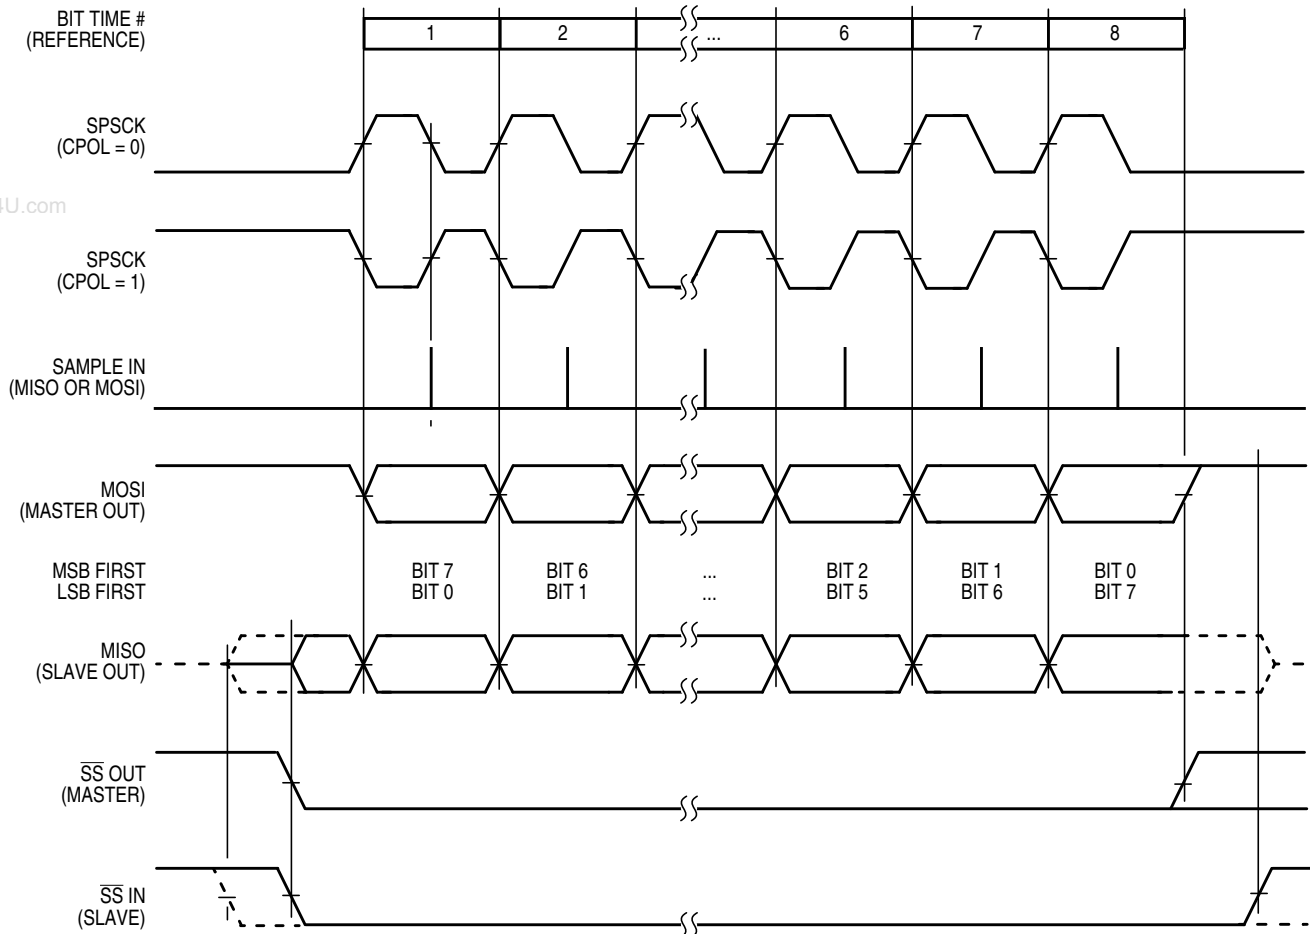 BIT TIME #
(REFERENCE)
1 2 ... 6 7 8
SPSCK
(CPOL = 0)
4U.com
SPSCK
(CPOL = 1)
SAMPLE IN
(MISO OR MOSI)
MOSI
(MASTER OUT)
MSB FIRST BIT 7 BIT 6 ... BIT 2 BIT 1 BIT 0
LSB FIRST BIT 0 BIT 1 ... BIT 5 BIT 6 BIT 7
MISO
(SLAVE OUT)
SS OUT
(MASTER)
SS IN
(SLAVE)